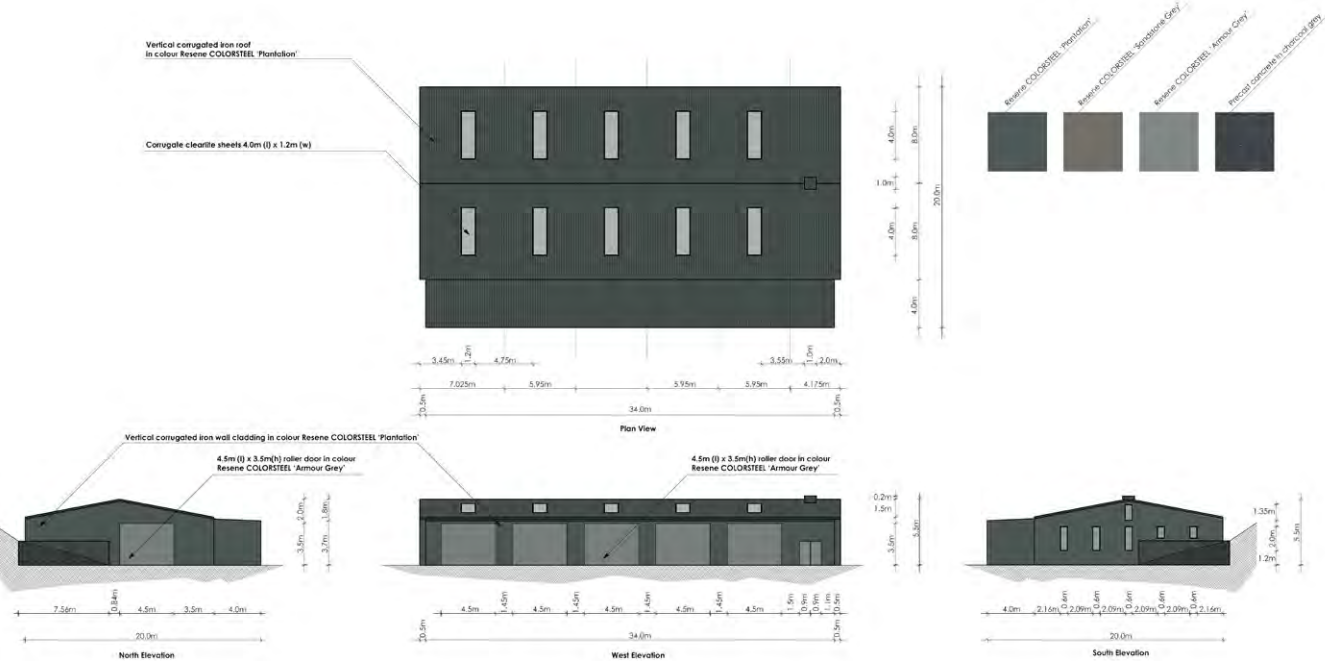 Vertical corrugated iron roof
in colour Resene COLORSTEEL 'Plantation'
Corrugate clearlite sheets 4.0m (l) x 1.2m (w)
Resene COLORSTEEL 'Plantation'
Resene COLORSTEEL 'Sandstone Grey'
Resene COLORSTEEL 'Armour Grey'
Precast concrete in charcoal grey
4.0m
8.0m
1.0m
20.0m
4.0m
8.0m
4.0m
3.45m
1.2m
4.75m
3.55m
1.0m
2.0m
7.025m
5.95m
5.95m
5.95m
4.175m
0.5m
34.0m
0.5m
Plan View
Vertical corrugated iron wall cladding in colour Resene COLORSTEEL 'Plantation'
4.5m (l) x 3.5m(h) roller door in colour
Resene COLORSTEEL 'Armour Grey'
4.5m (l) x 3.5m(h) roller door in colour
Resene COLORSTEEL 'Armour Grey'
2.0m
1.8m
3.5m
3.7m
7.56m
0.84m
4.5m
3.5m
4.0m
20.0m
North Elevation
0.2m
1.5m
3.5m
5.5m
4.5m
1.45m
4.5m
1.45m
4.5m
1.45m
4.5m
1.45m
4.5m
1.5m
0.9m
0.9m
1.1m
0.5m
0.5m
34.0m
0.5m
West Elevation
1.35m
2.0m
1.2m
5.5m
4.0m
2.16m
0.6m
2.09m
0.6m
2.09m
0.6m
2.09m
0.6m
2.09m
0.6m
2.16m
20.0m
South Elevation